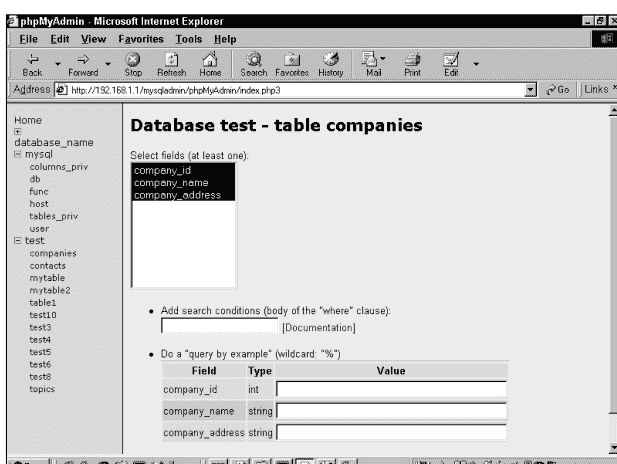 phpMyAdmin - Microsoft Internet Explorer
File Edit View Favorites Tools Help
Back Forward Stop Refresh Home Search Favorites History Mail Print Edit
Address http://192.168.1.1/mysqladmin/phpMyAdmin/index.php3 Go Links
Home
database_name
mysql
columns_priv
db
func
host
tables_priv
user
test
companies
contacts
mytable
mytable2
table1
test10
test3
test4
test5
test6
test8
topics
Database test - table companies
Select fields (at least one):
company_id
company_name
company_address
Add search conditions (body of the "where" clause):
[Documentation]
Do a "query by example" (wildcard: "%")
Field Type Value
company_id int
company_name string
company_address string